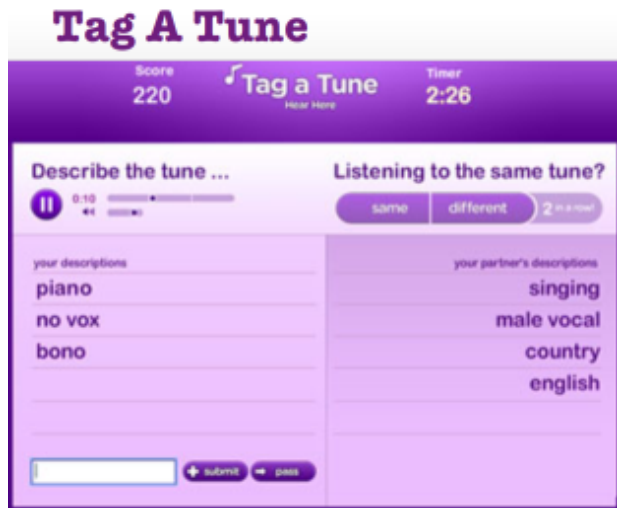 Tag A Tune
Score
220
Tag a Tune
Hear Here
Timer
2:26
Describe the tune ...
0:10
Listening to the same tune?
same
different
2 in a row!
your descriptions
piano
no vox
bono
submit
pass
your partner's descriptions
singing
male vocal
country
english